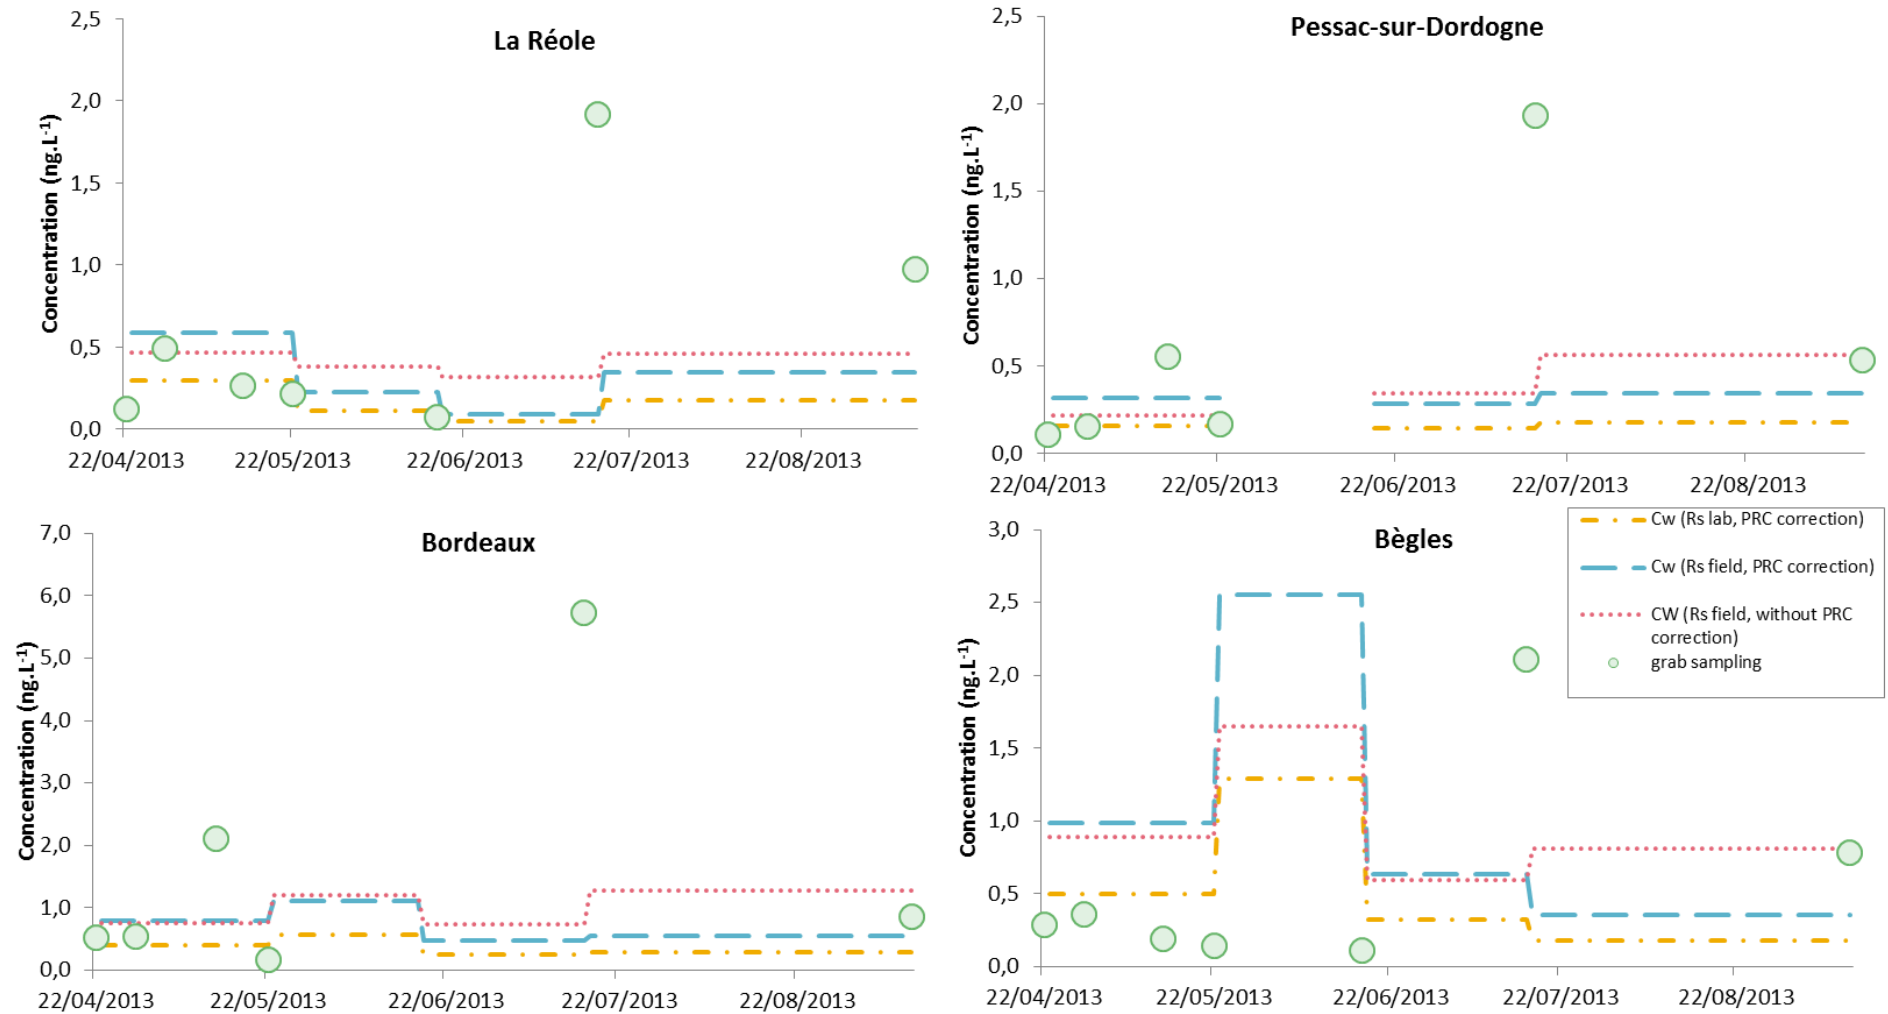 La Réole
Concentration (ng.L-1)
2,5
2,0
1,5
1,0
0,5
0,0
22/04/2013 22/05/2013 22/06/2013 22/07/2013 22/08/2013
Pessac-sur-Dordogne
Concentration (ng.L-1)
2,5
2,0
1,5
1,0
0,5
0,0
22/04/2013 22/05/2013 22/06/2013 22/07/2013 22/08/2013
Bordeaux
Concentration (ng.L-1)
7,0
6,0
5,0
4,0
3,0
2,0
1,0
0,0
22/04/2013 22/05/2013 22/06/2013 22/07/2013 22/08/2013
Bègles
Concentration (ng.L-1)
3,0
2,5
2,0
1,5
1,0
0,5
0,0
22/04/2013 22/05/2013 22/06/2013 22/07/2013 22/08/2013
Cw (Rs lab, PRC correction)
Cw (Rs field, PRC correction)
CW (Rs field, without PRC
correction)
grab sampling